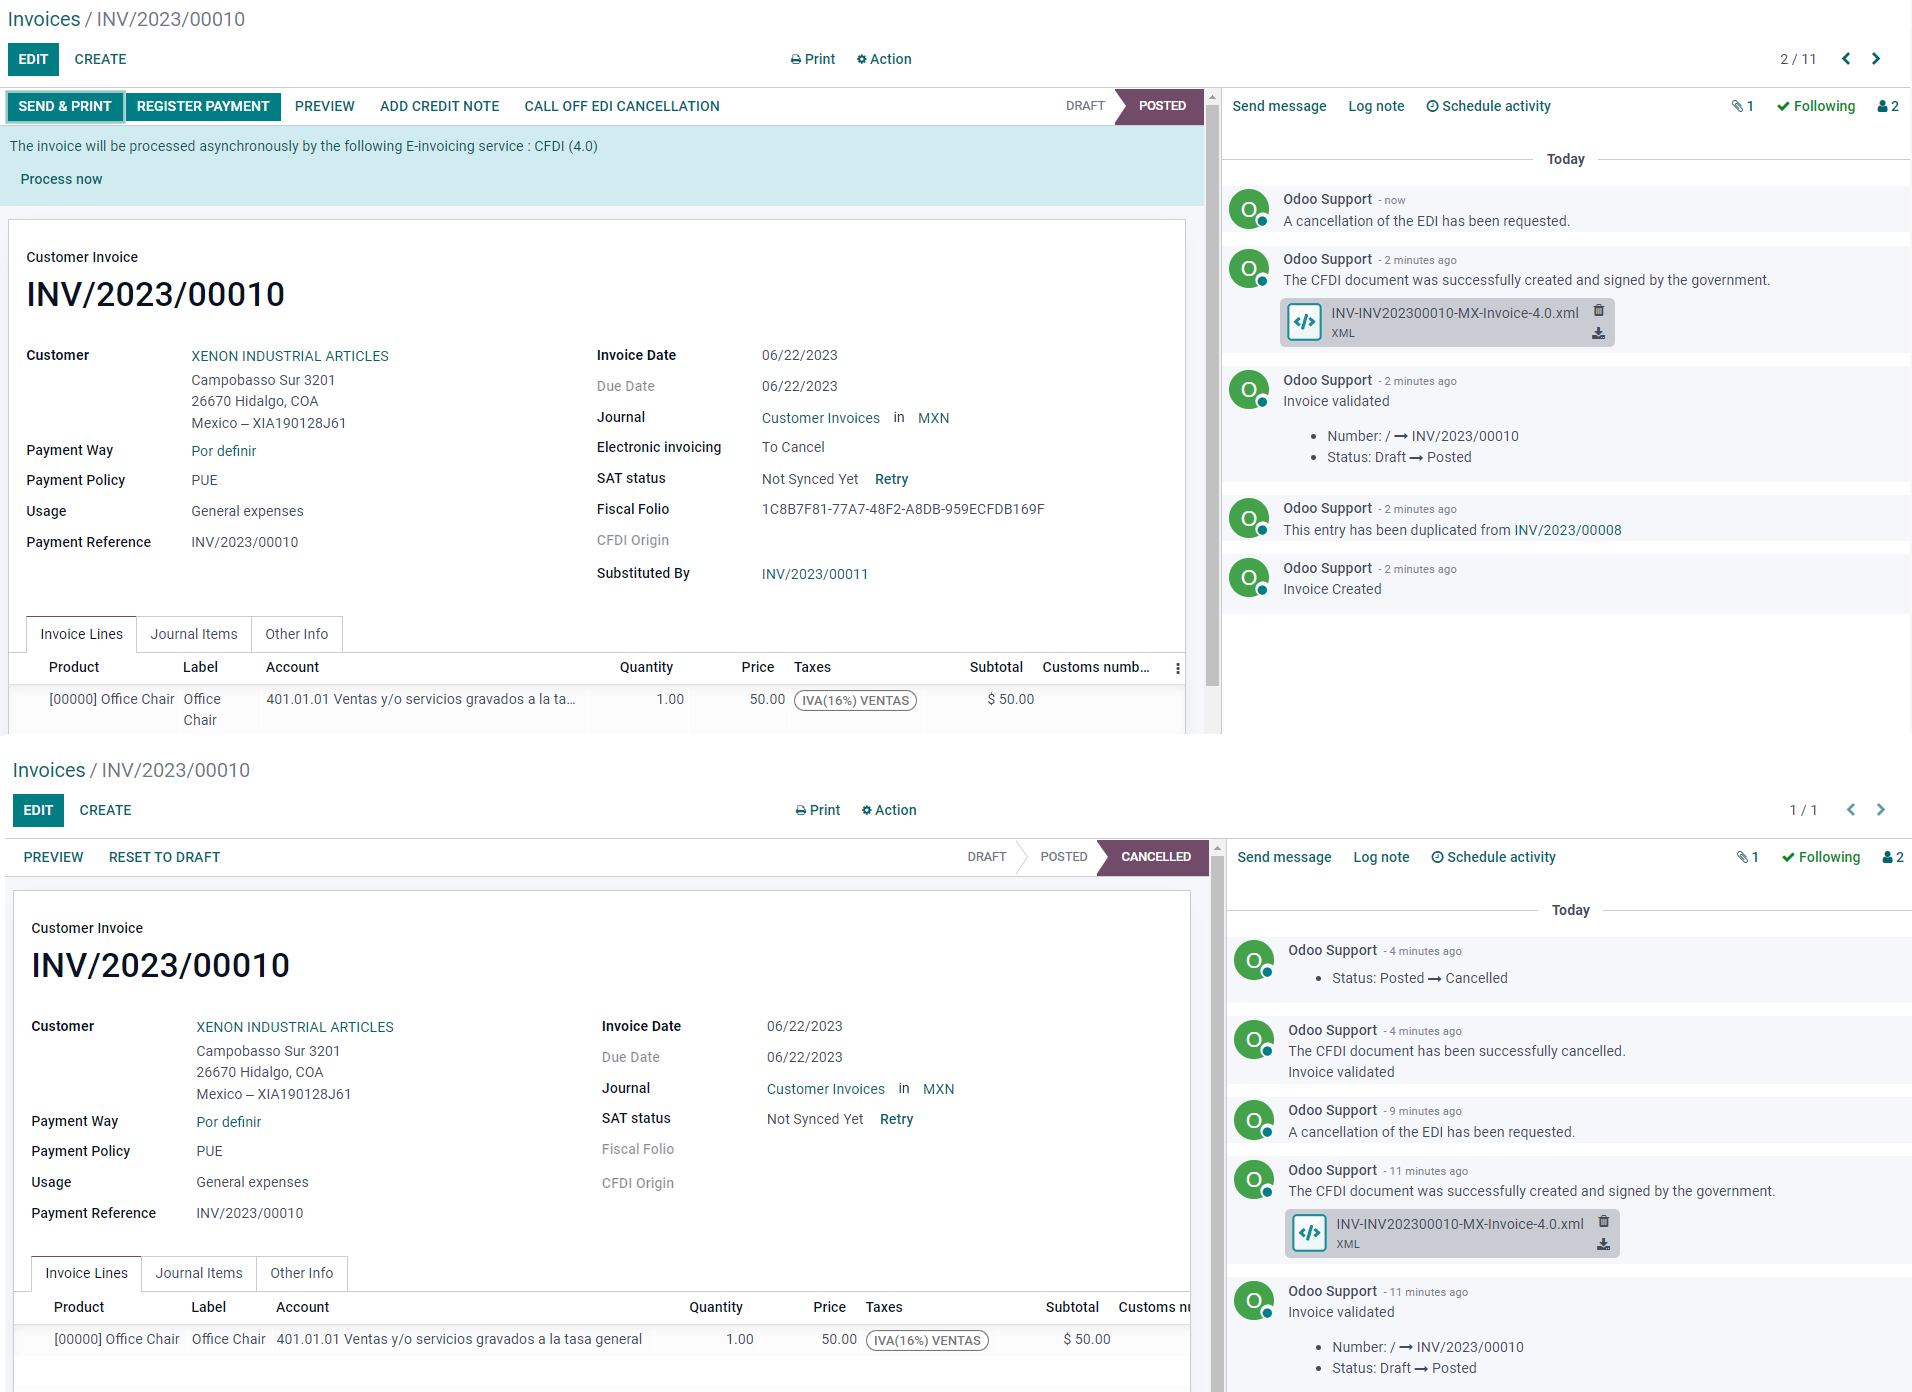 Invoices / INV/2023/00010
EDIT CREATE Print Action 2 / 11
SEND & PRINT REGISTER PAYMENT PREVIEW ADD CREDIT NOTE CALL OFF EDI CANCELLATION DRAFT POSTED
The invoice will be processed asynchronously by the following E-invoicing service : CFDI (4.0)
Process now
Customer Invoice
INV/2023/00010
Customer XENON INDUSTRIAL ARTICLES
Campobasso Sur 3201
26670 Hidalgo, COA
Mexico – XIA190128J61
Payment Way Por definir
Payment Policy PUE
Usage General expenses
Payment Reference INV/2023/00010
Invoice Date 06/22/2023
Due Date 06/22/2023
Journal Customer Invoices in MXN
Electronic invoicing To Cancel
SAT status Not Synced Yet Retry
Fiscal Folio 1C8B7F81-77A7-48F2-A8DB-959ECFDB169F
CFDI Origin
Substituted By INV/2023/00011
Invoice Lines Journal Items Other Info
Product Label Account Quantity Price Taxes Subtotal Customs numb...
[00000] Office Chair Office Chair 401.01.01 Ventas y/o servicios gravados a la ta... 1.00 50.00 IVA(16%) VENTAS $ 50.00
Send message Log note Schedule activity 1 Following 2
Today
O Odoo Support - now
A cancellation of the EDI has been requested.
O Odoo Support - 2 minutes ago
The CFDI document was successfully created and signed by the government.
</> INV-INV202300010-MX-Invoice-4.0.xml
XML
O Odoo Support - 2 minutes ago
Invoice validated
• Number: / → INV/2023/00010
• Status: Draft → Posted
O Odoo Support - 2 minutes ago
This entry has been duplicated from INV/2023/00008
O Odoo Support - 2 minutes ago
Invoice Created
Invoices / INV/2023/00010
EDIT CREATE Print Action 1 / 1
PREVIEW RESET TO DRAFT DRAFT POSTED CANCELLED
Customer Invoice
INV/2023/00010
Customer XENON INDUSTRIAL ARTICLES
Campobasso Sur 3201
26670 Hidalgo, COA
Mexico – XIA190128J61
Payment Way Por definir
Payment Policy PUE
Usage General expenses
Payment Reference INV/2023/00010
Invoice Date 06/22/2023
Due Date 06/22/2023
Journal Customer Invoices in MXN
SAT status Not Synced Yet Retry
Fiscal Folio
CFDI Origin
Invoice Lines Journal Items Other Info
Product Label Account Quantity Price Taxes Subtotal Customs
[00000] Office Chair Office Chair 401.01.01 Ventas y/o servicios gravados a la tasa general 1.00 50.00 IVA(16%) VENTAS $ 50.00
Send message Log note Schedule activity 1 Following 2
Today
O Odoo Support - 4 minutes ago
• Status: Posted → Cancelled
O Odoo Support - 4 minutes ago
The CFDI document has been successfully cancelled.
Invoice validated
O Odoo Support - 9 minutes ago
A cancellation of the EDI has been requested.
O Odoo Support - 11 minutes ago
The CFDI document was successfully created and signed by the government.
</> INV-INV202300010-MX-Invoice-4.0.xml
XML
O Odoo Support - 11 minutes ago
Invoice validated
• Number: / → INV/2023/00010
• Status: Draft → Posted